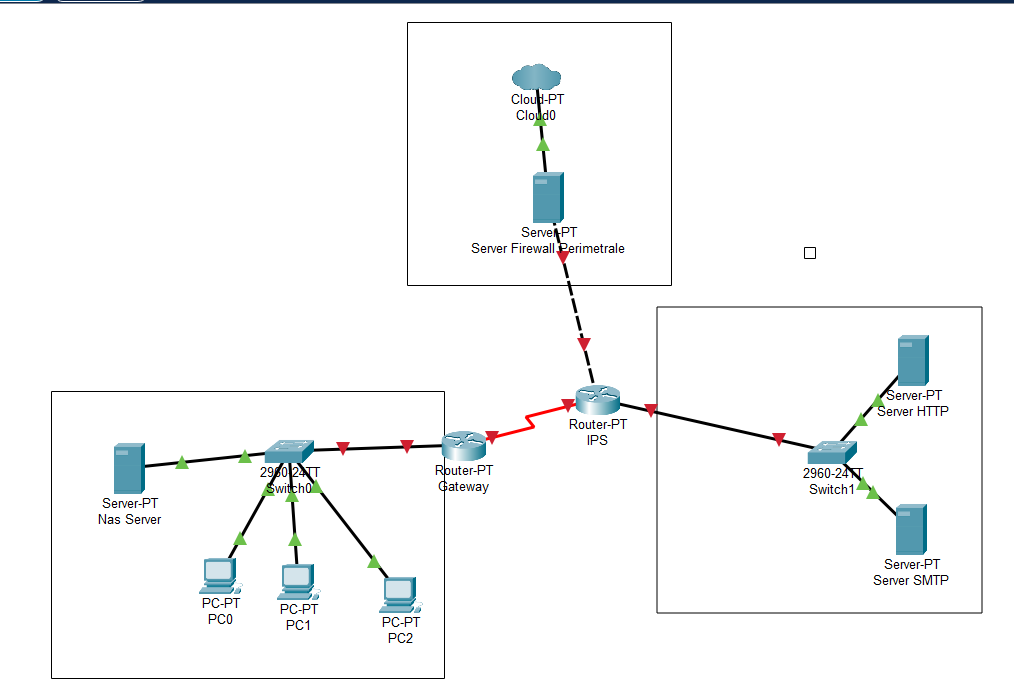 Cloud-PT
Cloud0
Server-PT
Server Firewall Perimetrale
Server-PT
Server HTTP
Router-PT
IPS
Router-PT
Gateway
2960-24TT
Switch0
2960-24TT
Switch1
Server-PT
Nas Server
Server-PT
Server SMTP
PC-PT
PC0
PC-PT
PC1
PC-PT
PC2